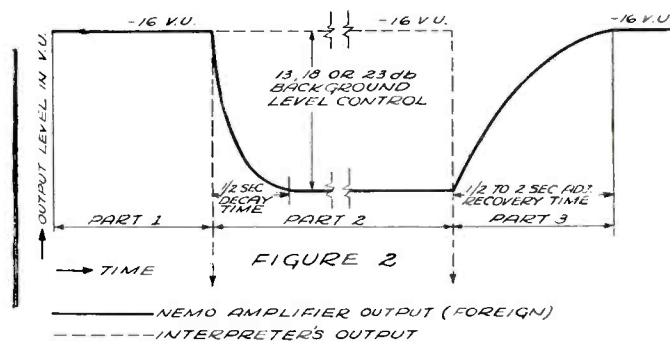 -16 V.U.
-16 V.U.
-16 V.U.
OUTPUT LEVEL IN V.U.
13, 18 OR 23 db
BACKGROUND
LEVEL CONTROL
1/2 SEC
DECAY
TIME
1/2 TO 2 SEC ADJ.
RECOVERY TIME
PART 1
PART 2
PART 3
TIME
FIGURE 2
NEMO AMPLIFIER OUTPUT (FOREIGN)
INTERPRETER'S OUTPUT